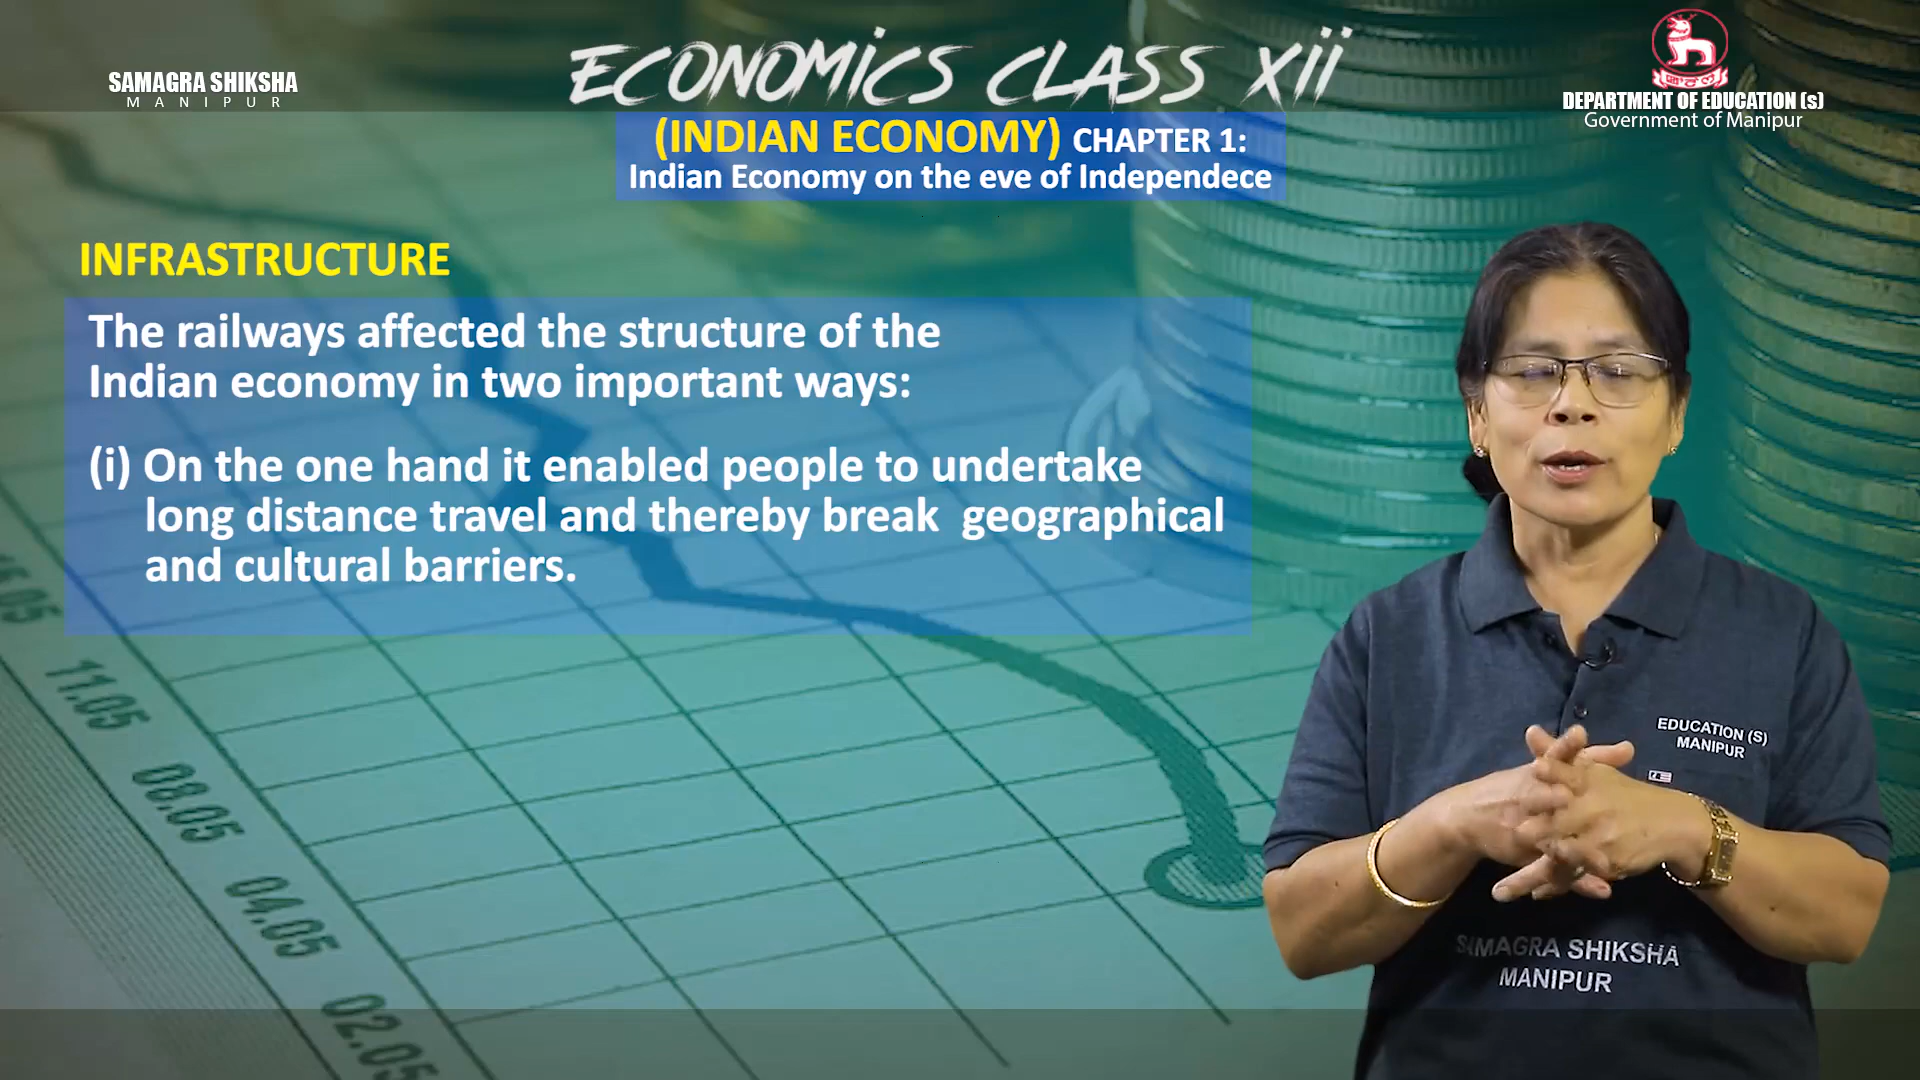 SAMAGRA SHIKSHA
MANIPUR
ECONOMICS CLASS XII
DEPARTMENT OF EDUCATION (s)
Government of Manipur
(INDIAN ECONOMY) CHAPTER 1:
Indian Economy on the eve of Independece
INFRASTRUCTURE
The railways affected the structure of the
Indian economy in two important ways:
(i) On the one hand it enabled people to undertake
long distance travel and thereby break geographical
and cultural barriers.
11.05
08.05
04.05
02.05
EDUCATION (S)
MANIPUR
SAMAGRA SHIKSHA
MANIPUR